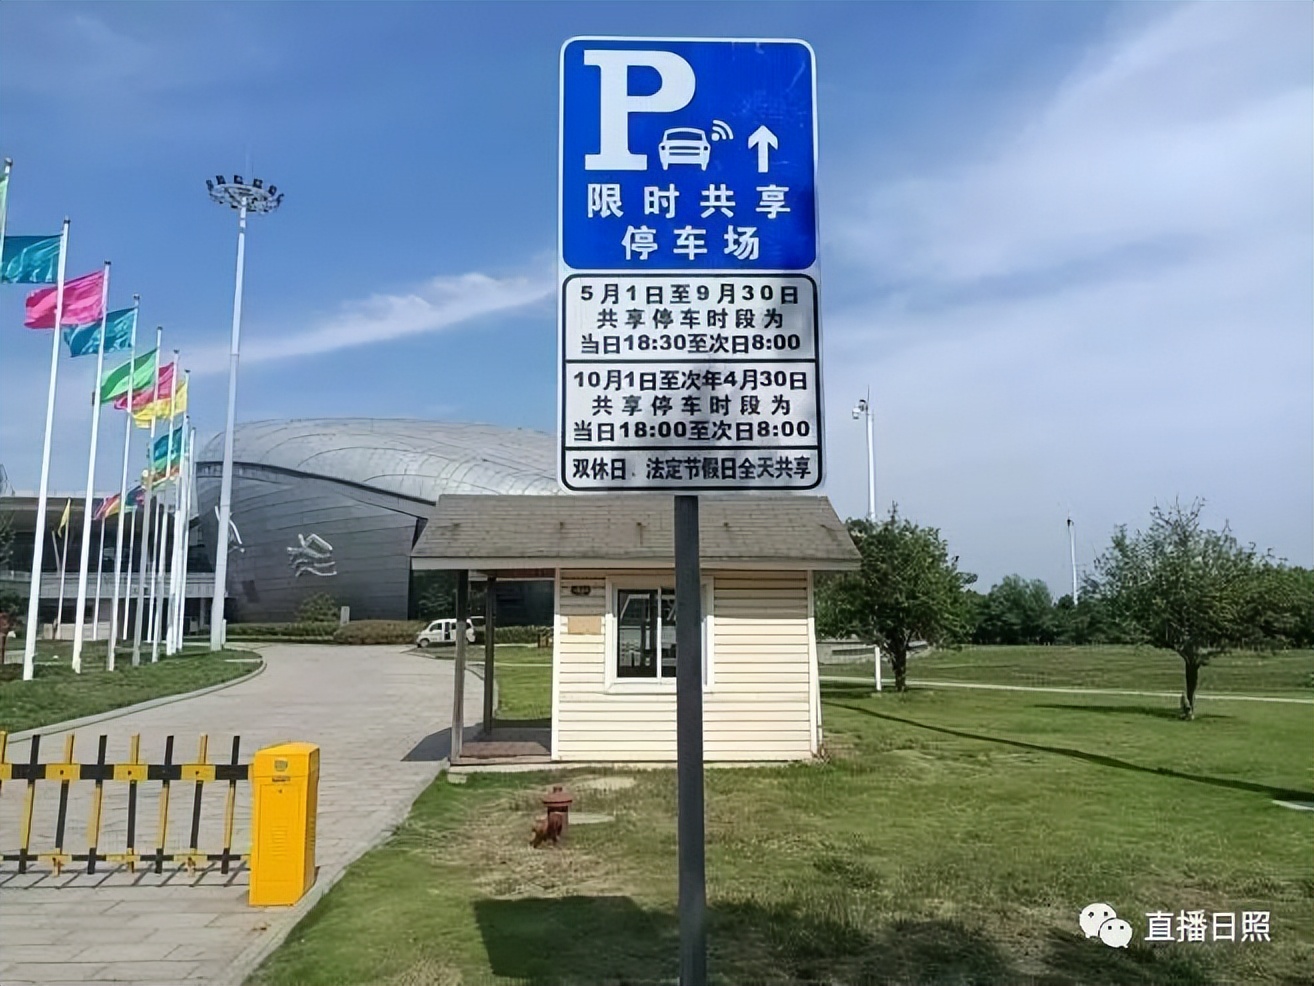 P
限时共享
停车场
5月1日至9月30日
共享停车时段为
当日18:30至次日8:00
10月1日至次年4月30日
共享停车时段为
当日18:00至次日8:00
双休日、法定节假日全天共享
直播日照